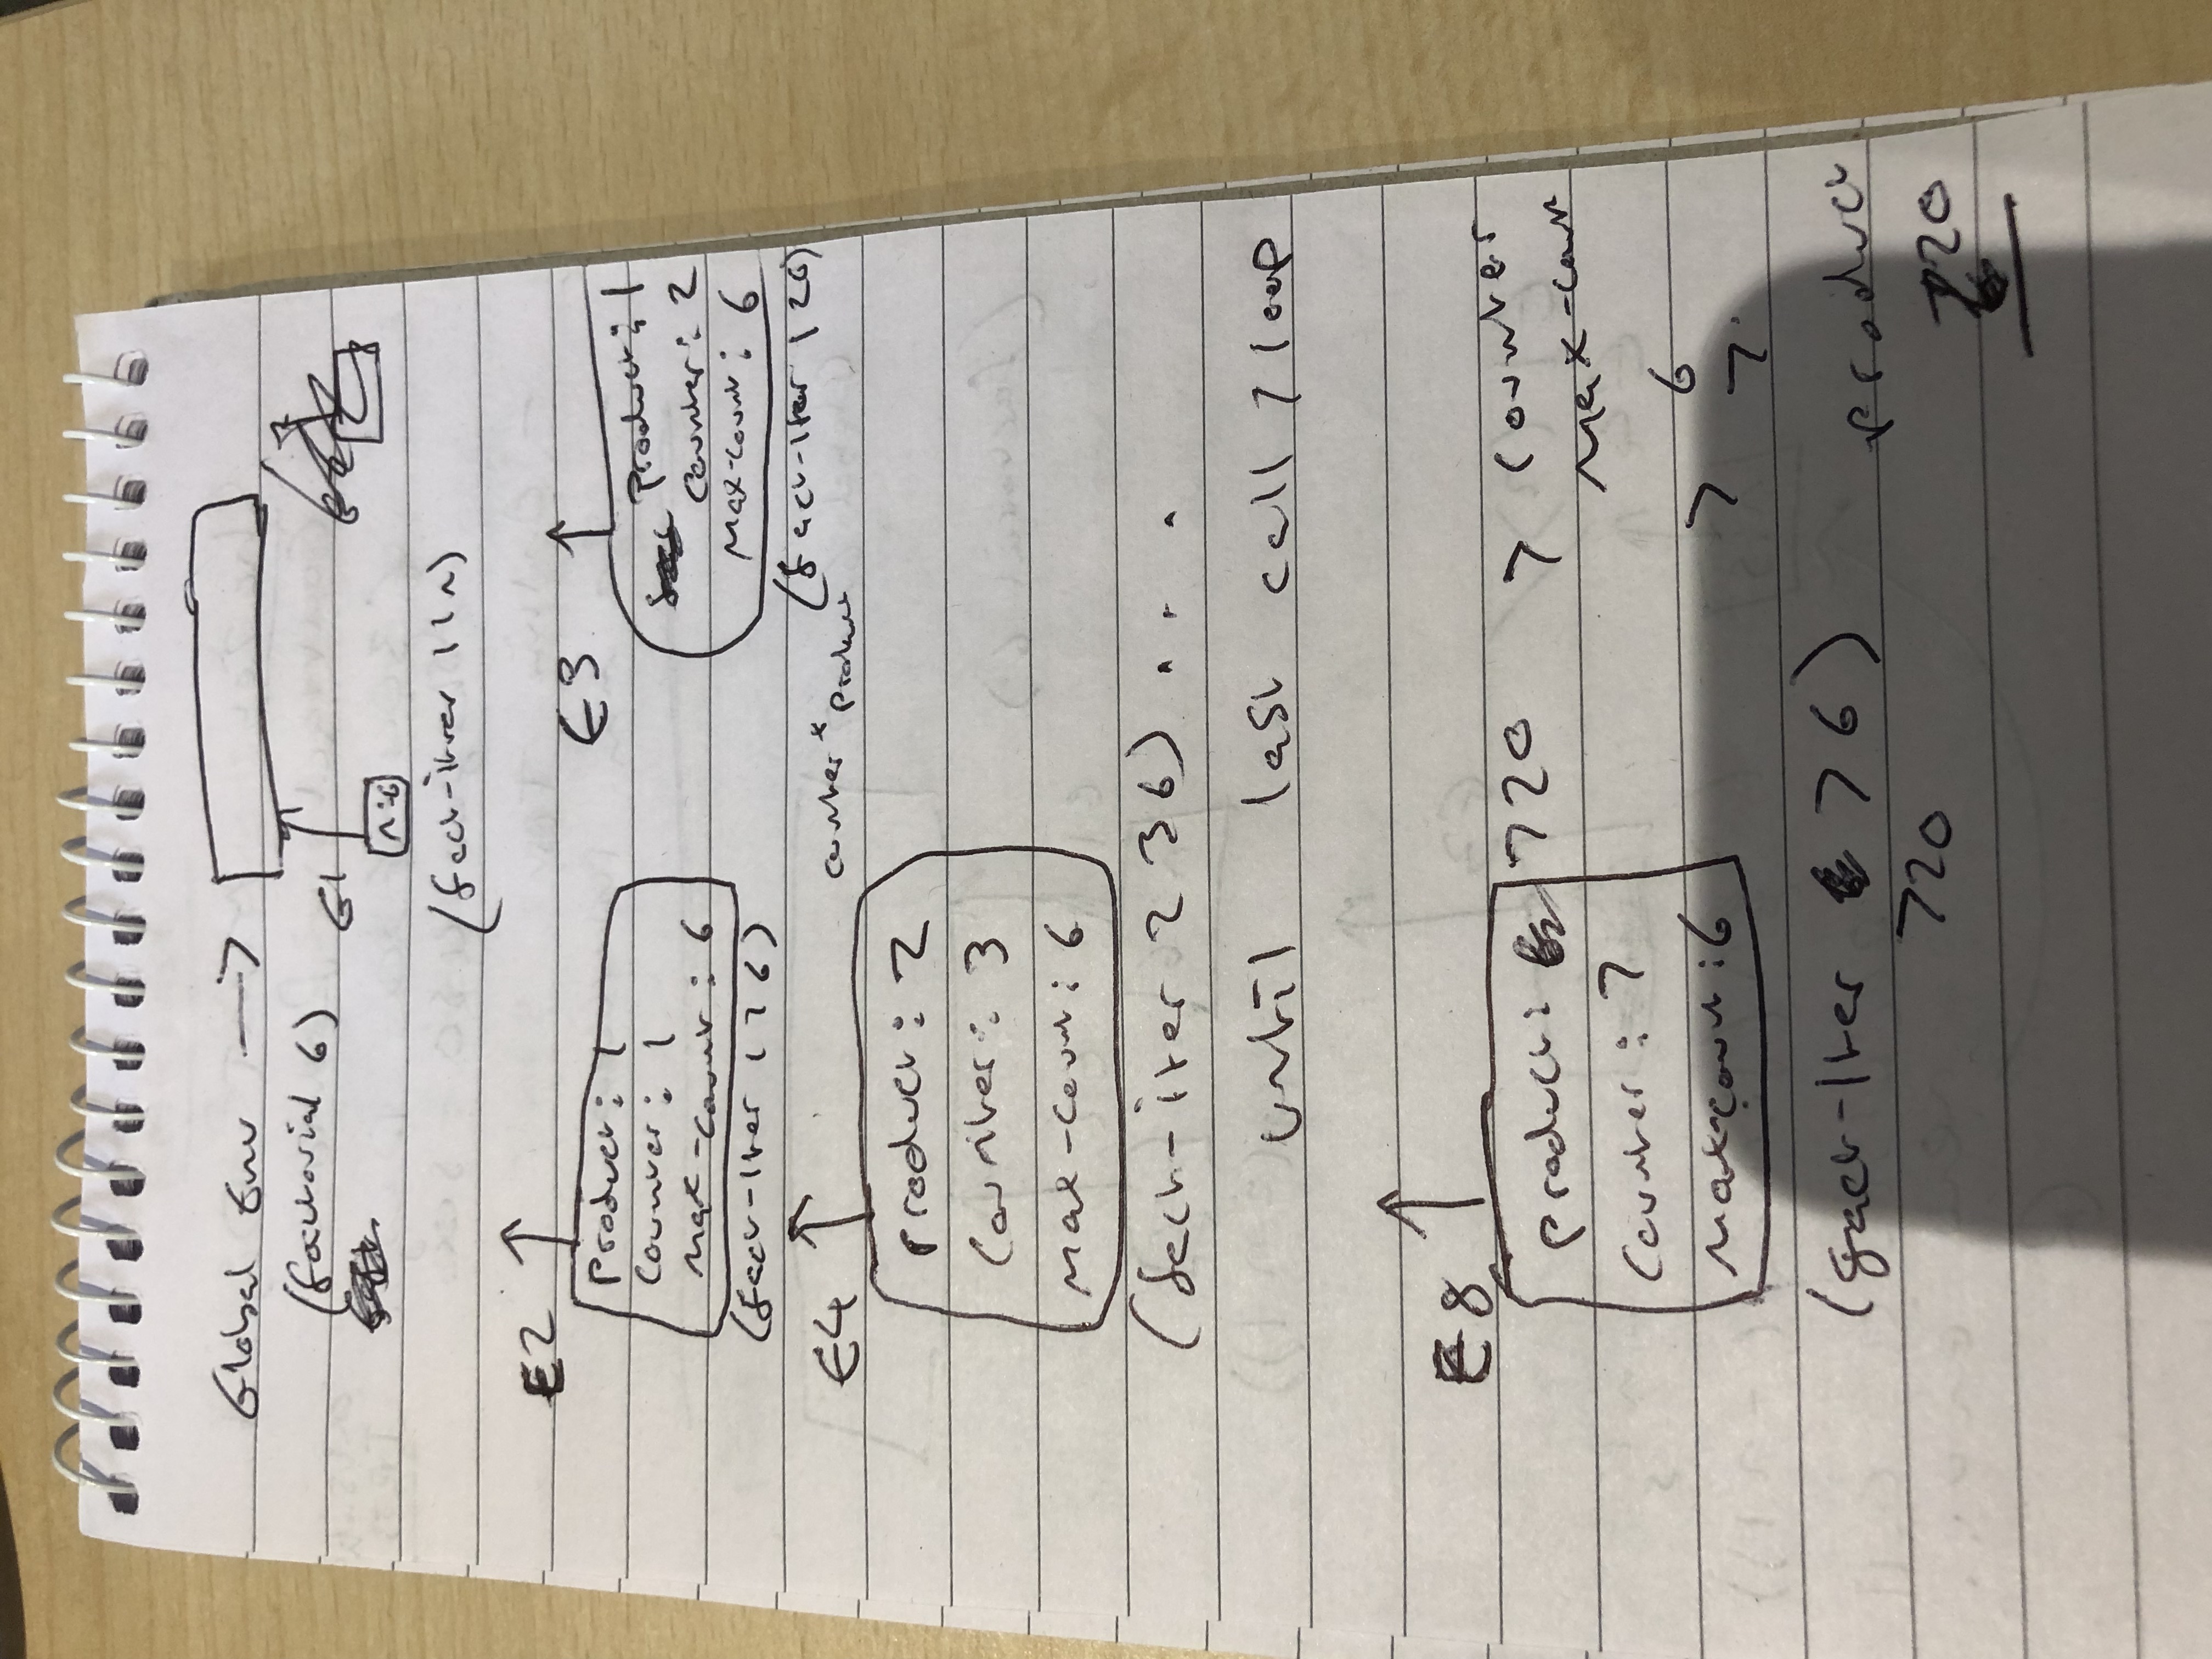 Global Env →
(factorial 6)
E1
n:6
(fact-iter 1 1 n)
E2
product: 1
counter: 1
max-count: 6
(fact-iter 1 1 6)
E3
product: 1
counter: 2
max-count: 6
(fact-iter 1 2 6)
E4
counter * product
product: 2
counter: 3
max-count: 6
(fact-iter 2 3 6) . . .
until last call / loop
E8
product: 720
counter: 7
max-count: 6
(fact-iter 7 6)
720
> counter
max-count
> 6
7
product
720